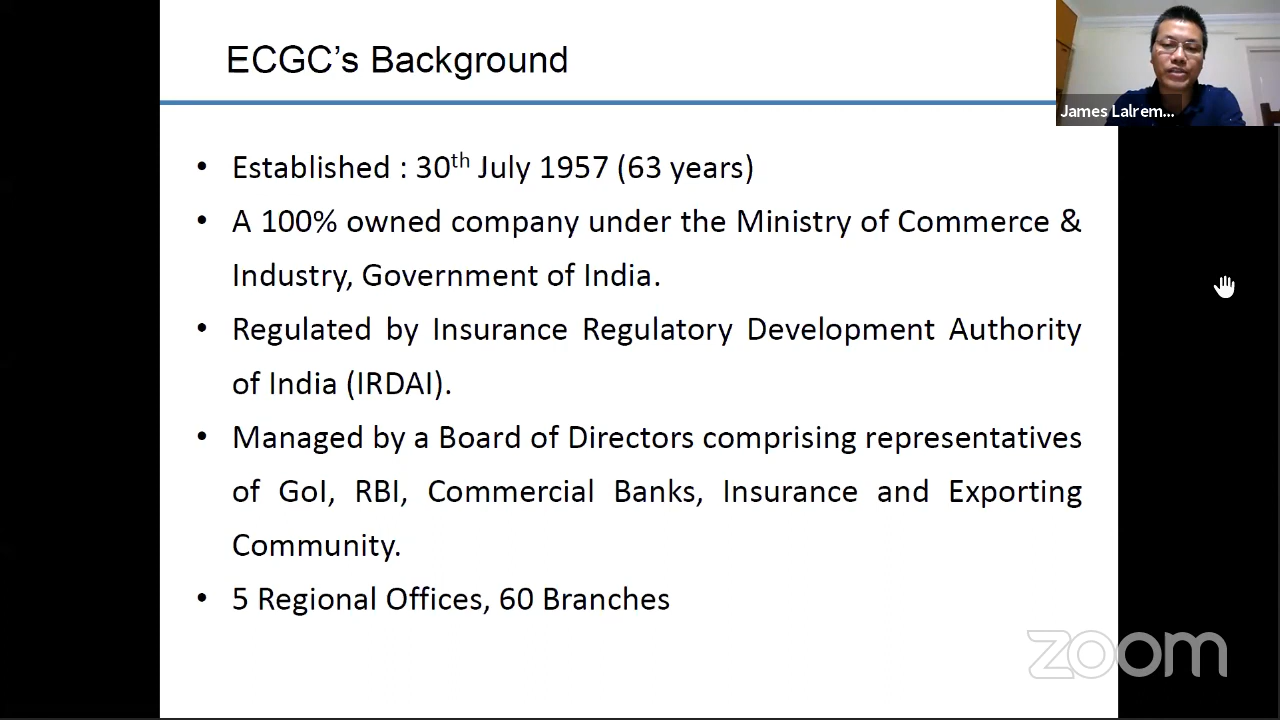 ECGC’s Background
James Lalrem...
• Established : 30th July 1957 (63 years)
• A 100% owned company under the Ministry of Commerce &
Industry, Government of India.
• Regulated by Insurance Regulatory Development Authority
of India (IRDAI).
• Managed by a Board of Directors comprising representatives
of GoI, RBI, Commercial Banks, Insurance and Exporting
Community.
• 5 Regional Offices, 60 Branches
zoom